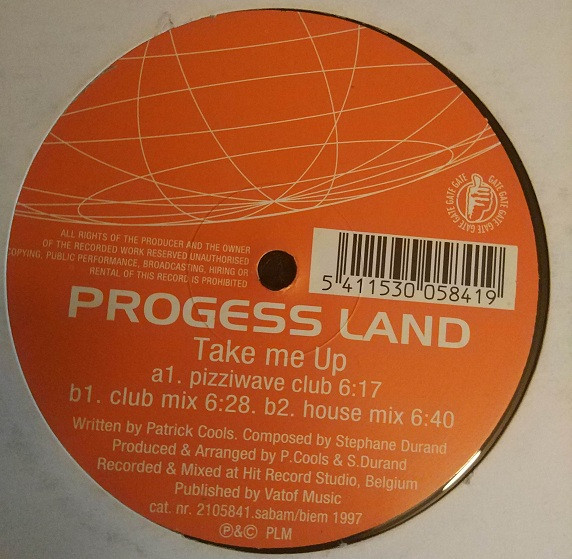 GATE GATE GATE GATE GATE GATE GATE
ALL RIGHTS OF THE PRODUCER AND THE OWNER
OF THE RECORDED WORK RESERVED UNAUTHORISED
COPYING, PUBLIC PERFORMANCE, BROADCASTING, HIRING OR
RENTAL OF THIS RECORD IS PROHIBITED
5 411530 058419
PROGESS LAND
Take me Up
a1. pizziwave club 6:17
b1. club mix 6:28. b2. house mix 6:40
Written by Patrick Cools. Composed by Stephane Durand
Produced & Arranged by P.Cools & S.Durand
Recorded & Mixed at Hit Record Studio, Belgium
Published by Vatof Music
cat. nr. 2105841.sabam/biem 1997
℗&© PLM